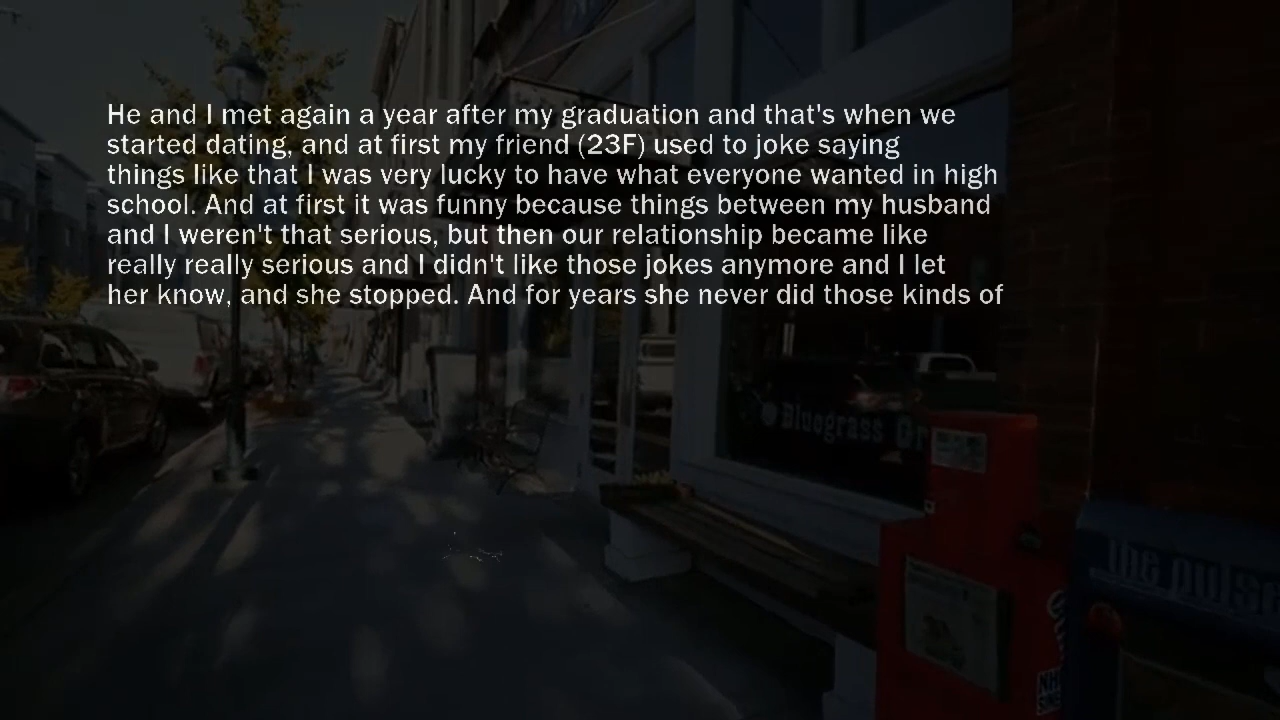 He and I met again a year after my graduation and that's when we
started dating, and at first my friend (23F) used to joke saying
things like that I was very lucky to have what everyone wanted in high
school. And at first it was funny because things between my husband
and I weren't that serious, but then our relationship became like
really really serious and I didn't like those jokes anymore and I let
her know, and she stopped. And for years she never did those kinds of
Bluegrass Gr
the pulse